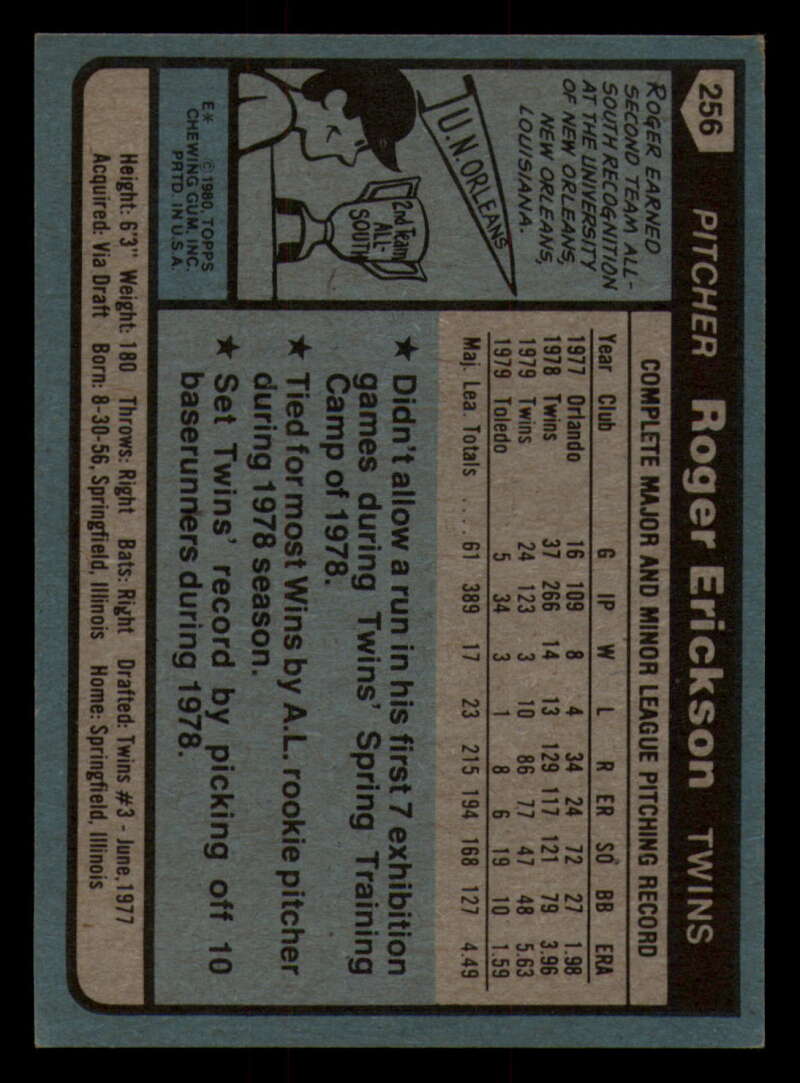 256 PITCHER Roger Erickson TWINS
ROGER EARNED
SECOND TEAM ALL-
SOUTH RECOGNITION
AT THE UNIVERSITY
OF NEW ORLEANS,
NEW ORLEANS,
LOUISIANA.
U.N.ORLEANS
2nd Team
ALL-
SOUTH
E* © 1980, TOPPS
CHEWING GUM, INC.
PRTD. IN U.S.A.
COMPLETE MAJOR AND MINOR LEAGUE PITCHING RECORD
Year Club G IP W L R ER SO BB ERA
1977 Orlando 16 109 8 4 34 24 72 27 1.98
1978 Twins 37 266 14 13 129 117 121 79 3.96
1979 Twins 24 123 3 10 86 77 47 48 5.63
1979 Toledo 5 34 3 1 8 6 19 10 1.59
Maj. Lea. Totals .... 61 389 17 23 215 194 168 127 4.49
★ Didn't allow a run in his first 7 exhibition
games during Twins' Spring Training
Camp of 1978.
★ Tied for most Wins by A.L. rookie pitcher
during 1978 season.
★ Set Twins' record by picking off 10
baserunners during 1978.
Height: 6'3" Weight: 180 Throws: Right Bats: Right Drafted: Twins #3 - June, 1977
Acquired: Via Draft Born: 8-30-56, Springfield, Illinois Home: Springfield, Illinois